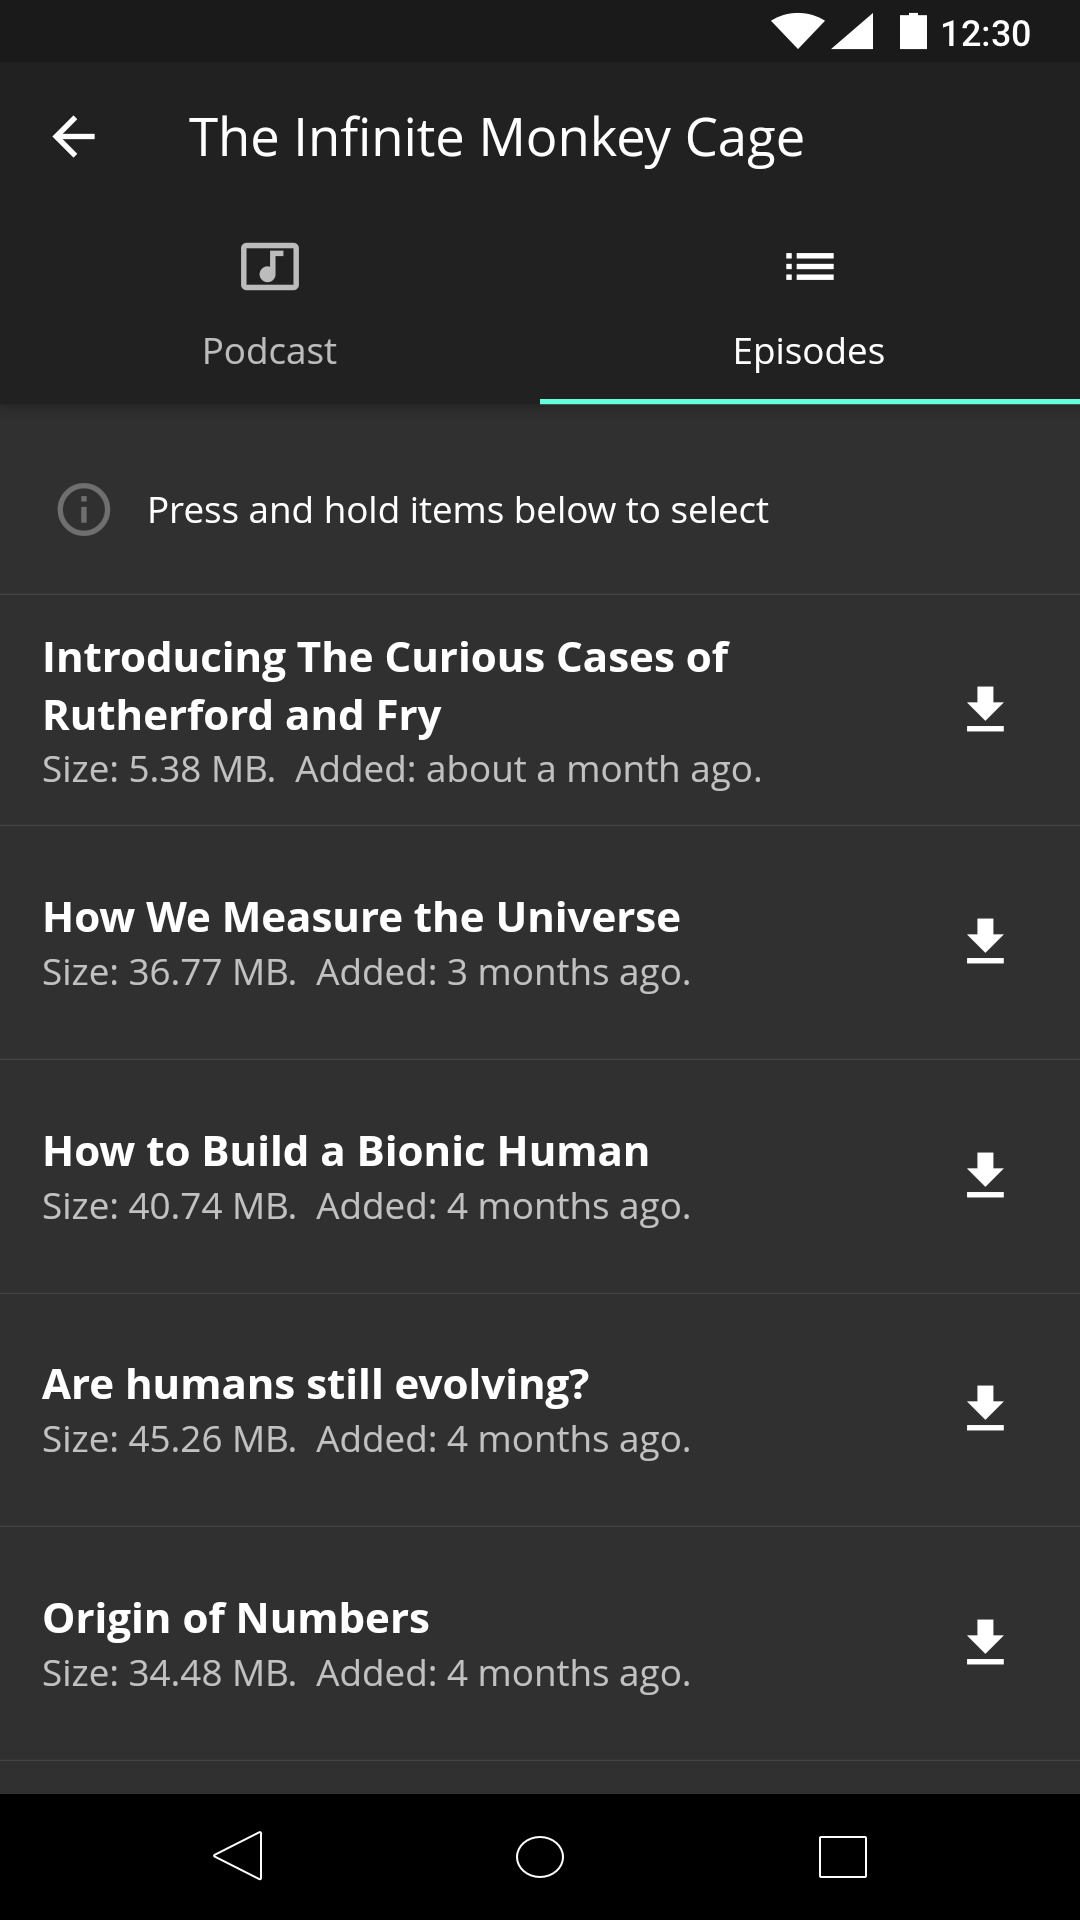 12:30
The Infinite Monkey Cage
Podcast
Episodes
Press and hold items below to select
Introducing The Curious Cases of
Rutherford and Fry
Size: 5.38 MB.  Added: about a month ago.
How We Measure the Universe
Size: 36.77 MB.  Added: 3 months ago.
How to Build a Bionic Human
Size: 40.74 MB.  Added: 4 months ago.
Are humans still evolving?
Size: 45.26 MB.  Added: 4 months ago.
Origin of Numbers
Size: 34.48 MB.  Added: 4 months ago.